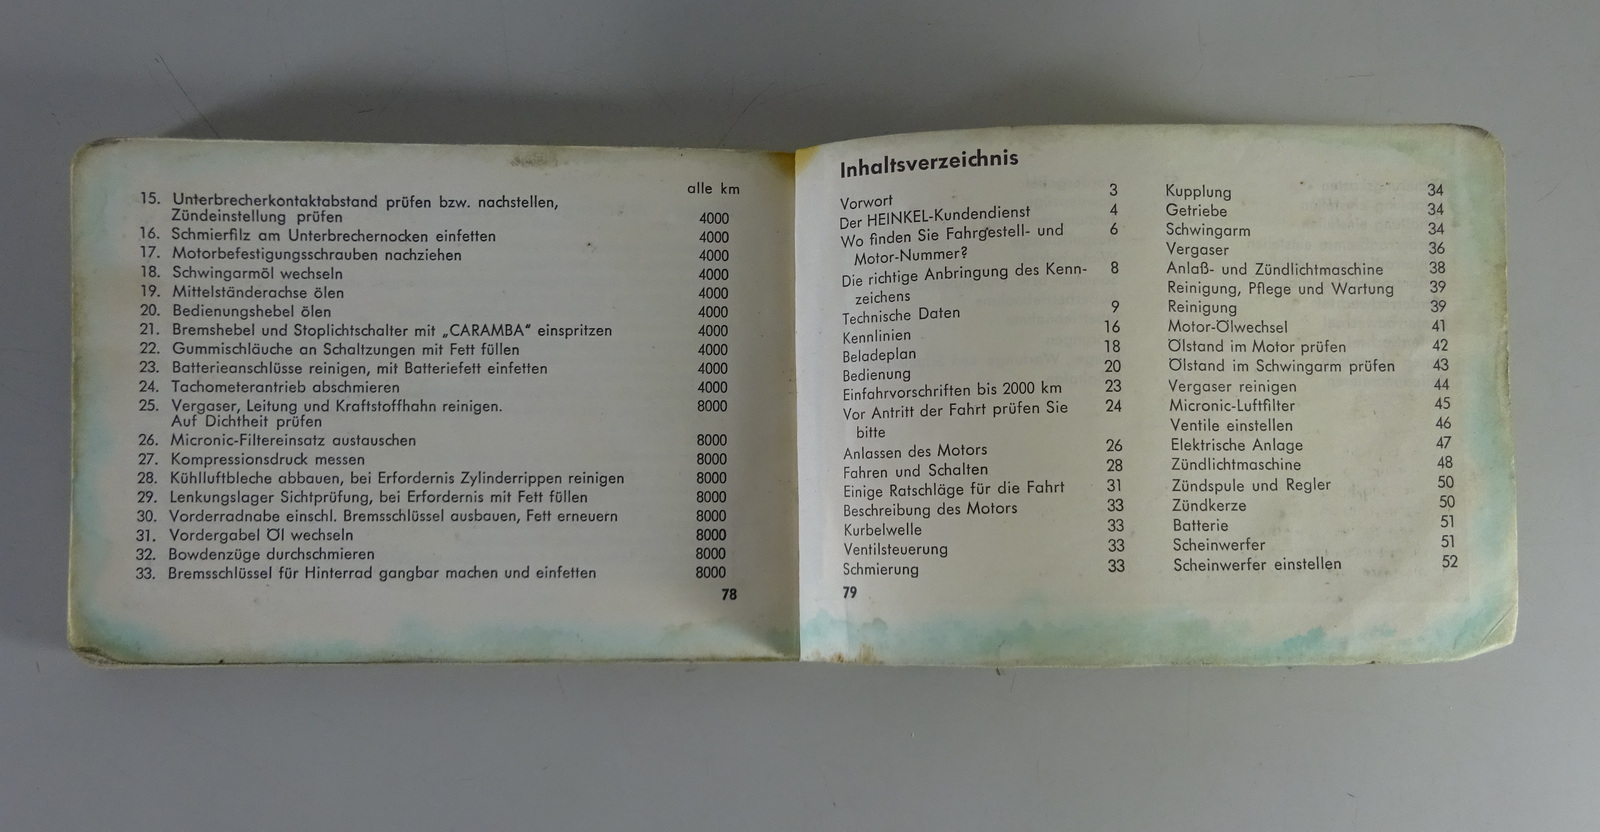 alle km
15. Unterbrecherkontaktabstand prüfen bzw. nachstellen,
Zündeinstellung prüfen 4000
16. Schmierfilz am Unterbrechernocken einfetten 4000
17. Motorbefestigungsschrauben nachziehen 4000
18. Schwingarmöl wechseln 4000
19. Mittelständerachse ölen 4000
20. Bedienungshebel ölen 4000
21. Bremshebel und Stoplichtschalter mit „CARAMBA" einspritzen 4000
22. Gummischläuche an Schaltzungen mit Fett füllen 4000
23. Batterieanschlüsse reinigen, mit Batteriefett einfetten 4000
24. Tachometerantrieb abschmieren 4000
25. Vergaser, Leitung und Kraftstoffhahn reinigen. 8000
Auf Dichtheit prüfen
26. Micronic-Filtereinsatz austauschen 8000
27. Kompressionsdruck messen 8000
28. Kühlluftbleche abbauen, bei Erfordernis Zylinderrippen reinigen 8000
29. Lenkungslager Sichtprüfung, bei Erfordernis mit Fett füllen 8000
30. Vorderradnabe einschl. Bremsschlüssel ausbauen, Fett erneuern 8000
31. Vordergabel Öl wechseln 8000
32. Bowdenzüge durchschmieren 8000
33. Bremsschlüssel für Hinterrad gangbar machen und einfetten 8000
78
Inhaltsverzeichnis
Vorwort 3
Der HEINKEL-Kundendienst 4
Wo finden Sie Fahrgestell- und 6
Motor-Nummer?
Die richtige Anbringung des Kenn- 8
zeichens
Technische Daten 9
Kennlinien 16
Beladeplan 18
Bedienung 20
Einfahrvorschriften bis 2000 km 23
Vor Antritt der Fahrt prüfen Sie 24
bitte
Anlassen des Motors 26
Fahren und Schalten 28
Einige Ratschläge für die Fahrt 31
Beschreibung des Motors 33
Kurbelwelle 33
Ventilsteuerung 33
Schmierung 33
Kupplung 34
Getriebe 34
Schwingarm 34
Vergaser 36
Anlaß- und Zündlichtmaschine 38
Reinigung, Pflege und Wartung 39
Reinigung 39
Motor-Ölwechsel 41
Ölstand im Motor prüfen 42
Ölstand im Schwingarm prüfen 43
Vergaser reinigen 44
Micronic-Luftfilter 45
Ventile einstellen 46
Elektrische Anlage 47
Zündlichtmaschine 48
Zündspule und Regler 50
Zündkerze 50
Batterie 51
Scheinwerfer 51
Scheinwerfer einstellen 52
79